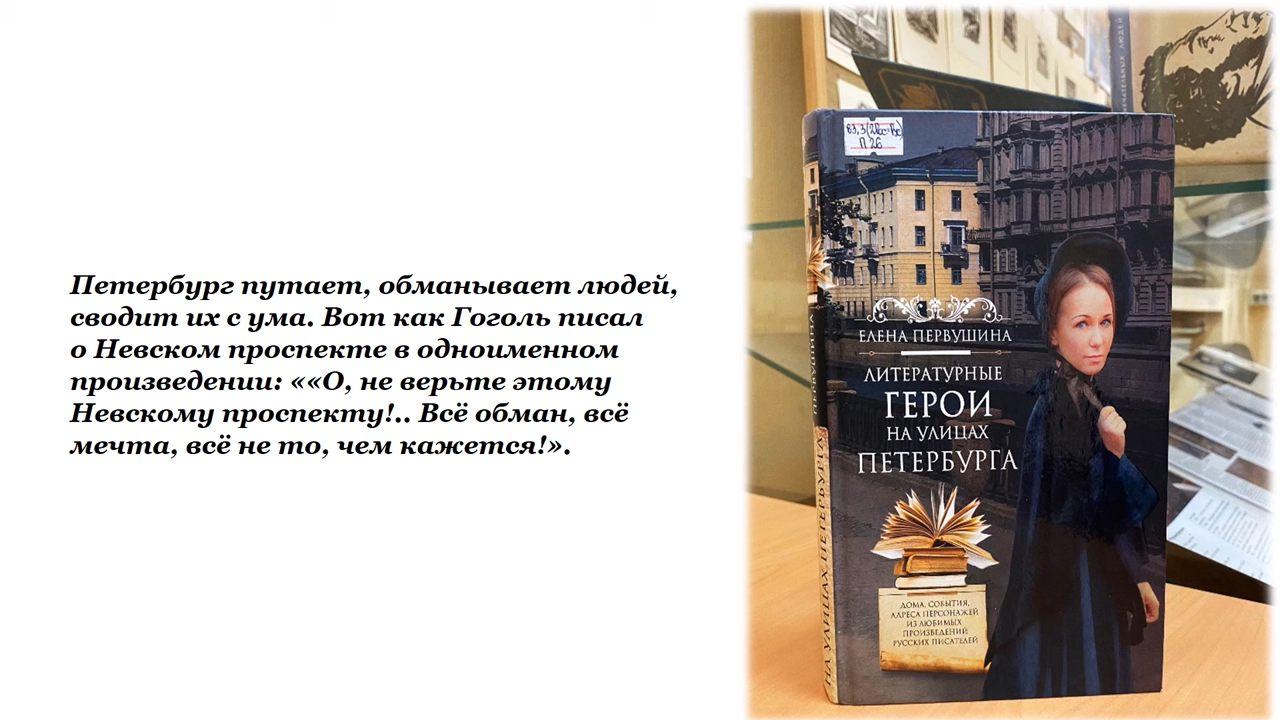 Петербург путает, обманывает людей,
сводит их с ума. Вот как Гоголь писал
о Невском проспекте в одноименном
произведении: ««О, не верьте этому
Невскому проспекту!.. Всё обман, всё
мечта, всё не то, чем кажется!».
П 26
ЕЛЕНА ПЕРВУШИНА
ЛИТЕРАТУРНЫЕ
ГЕРОИ
НА УЛИЦАХ
ПЕТЕРБУРГА
ДОМА, СОБЫТИЯ,
АДРЕСА ПЕРСОНАЖЕЙ
ИЗ ЛЮБИМЫХ
ПРОИЗВЕДЕНИЙ
РУССКИХ ПИСАТЕЛЕЙ
ПЕРВУШИНА
НА УЛИЦАХ ПЕТЕРБУРГА